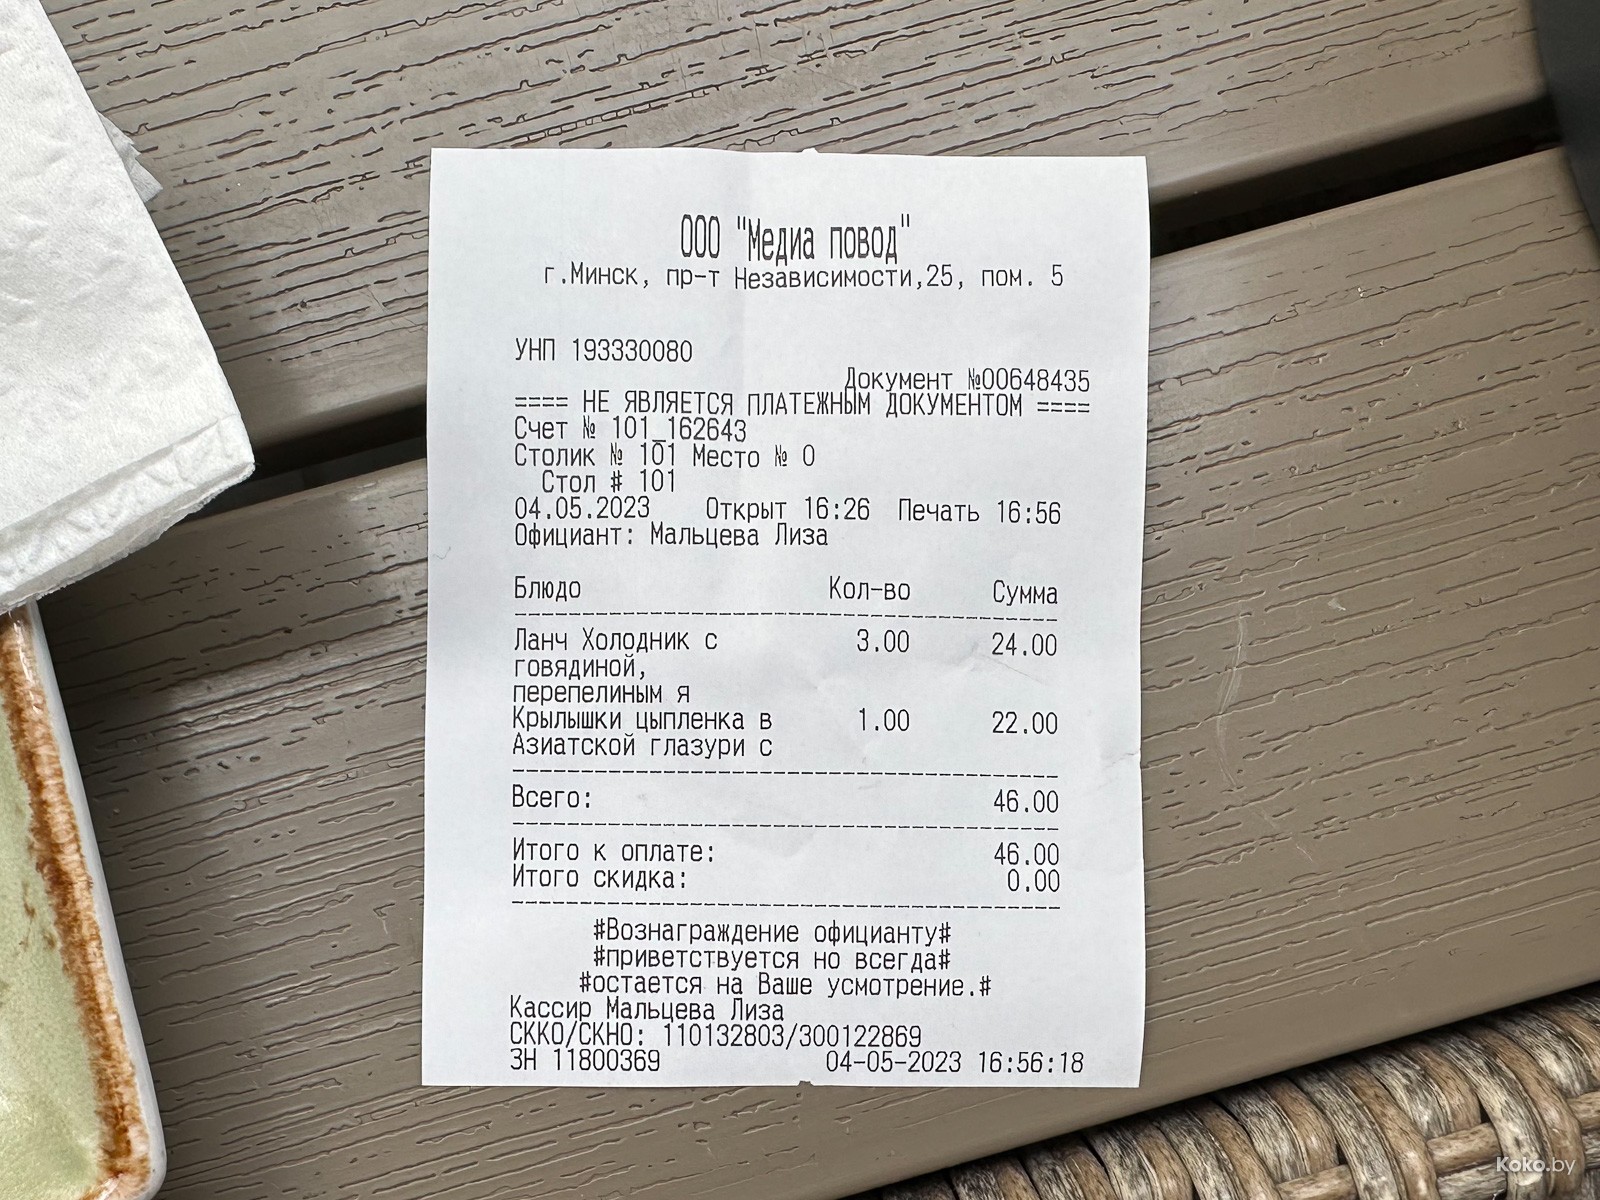 ООО "Медиа повод"
г.Минск, пр-т Независимости,25, пом. 5
УНП 193330080
Документ №00648435
==== НЕ ЯВЛЯЕТСЯ ПЛАТЕЖНЫМ ДОКУМЕНТОМ ====
Счет № 101_162643
Столик № 101 Место № 0
Стол # 101
04.05.2023 Открыт 16:26 Печать 16:56
Официант: Мальцева Лиза
Блюдо Кол-во Сумма
Ланч Холодник с 3.00 24.00
говядиной,
перепелиным я
Крылышки цыпленка в 1.00 22.00
Азиатской глазури с
Всего: 46.00
Итого к оплате: 46.00
Итого скидка: 0.00
#Вознаграждение официанту#
#приветствуется но всегда#
#остается на Ваше усмотрение.#
Кассир Мальцева Лиза
СККО/СКНО: 110132803/300122869
ЗН 11800369 04-05-2023 16:56:18
Koko.by